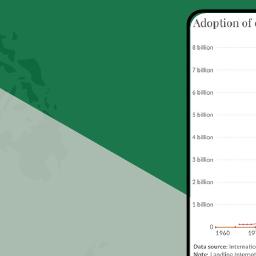 Adoption of
8 billion
7 billion
6 billion
5 billion
4 billion
3 billion
2 billion
1 billion
0
1960
Data source: Internatio
Note: Landline Internet